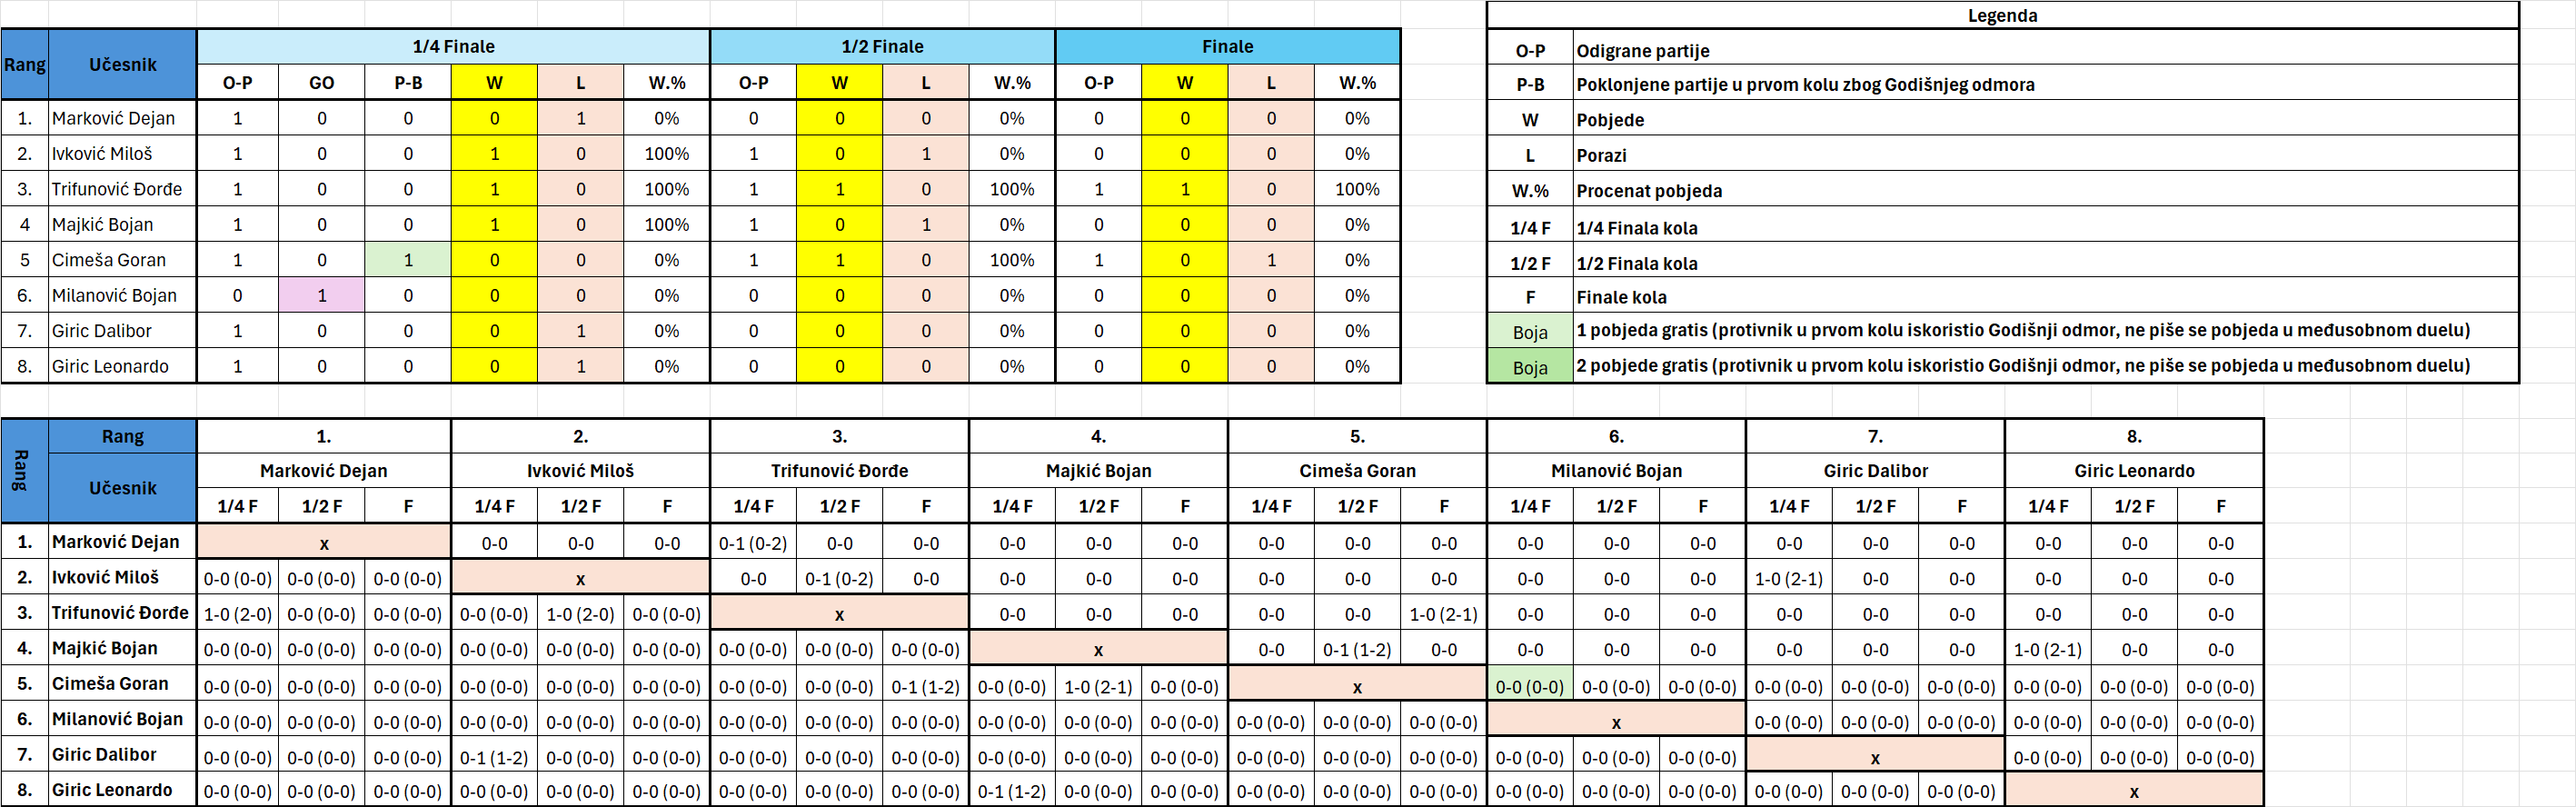 Legenda
Rang Učesnik 1/4 Finale 1/2 Finale Finale
O-P GO P-B W L W.% O-P W L W.% O-P W L W.%
1. Marković Dejan 1 0 0 0 1 0% 0 0 0 0% 0 0 0 0%
2. Ivković Miloš 1 0 0 1 0 100% 1 0 1 0% 0 0 0 0%
3. Trifunović Đorđe 1 0 0 1 0 100% 1 1 0 100% 1 1 0 100%
4 Majkić Bojan 1 0 0 1 0 100% 1 0 1 0% 0 0 0 0%
5 Cimeša Goran 1 0 1 0 0 0% 1 1 0 100% 1 0 1 0%
6. Milanović Bojan 0 1 0 0 0 0% 0 0 0 0% 0 0 0 0%
7. Giric Dalibor 1 0 0 0 1 0% 0 0 0 0% 0 0 0 0%
8. Giric Leonardo 1 0 0 0 1 0% 0 0 0 0% 0 0 0 0%
O-P Odigrane partije
P-B Poklonjene partije u prvom kolu zbog Godišnjeg odmora
W Pobjede
L Porazi
W.% Procenat pobjeda
1/4 F 1/4 Finala kola
1/2 F 1/2 Finala kola
F Finale kola
Boja 1 pobjeda gratis (protivnik u prvom kolu iskoristio Godišnji odmor, ne piše se pobjeda u međusobnom duelu)
Boja 2 pobjede gratis (protivnik u prvom kolu iskoristio Godišnji odmor, ne piše se pobjeda u međusobnom duelu)
Rang Rang 1. 2. 3. 4. 5. 6. 7. 8.
Učesnik Marković Dejan Ivković Miloš Trifunović Đorđe Majkić Bojan Cimeša Goran Milanović Bojan Giric Dalibor Giric Leonardo
1/4 F 1/2 F F 1/4 F 1/2 F F 1/4 F 1/2 F F 1/4 F 1/2 F F 1/4 F 1/2 F F 1/4 F 1/2 F F 1/4 F 1/2 F F 1/4 F 1/2 F F
1. Marković Dejan x 0-0 0-0 0-0 0-1 (0-2) 0-0 0-0 0-0 0-0 0-0 0-0 0-0 0-0 0-0 0-0 0-0 0-0 0-0 0-0 0-0 0-0 0-0
2. Ivković Miloš 0-0 (0-0) 0-0 (0-0) 0-0 (0-0) x 0-0 0-1 (0-2) 0-0 0-0 0-0 0-0 0-0 0-0 0-0 0-0 0-0 0-0 1-0 (2-1) 0-0 0-0 0-0 0-0 0-0
3. Trifunović Đorđe 1-0 (2-0) 0-0 (0-0) 0-0 (0-0) 0-0 (0-0) 1-0 (2-0) 0-0 (0-0) x 0-0 0-0 0-0 0-0 0-0 1-0 (2-1) 0-0 0-0 0-0 0-0 0-0 0-0 0-0 0-0 0-0
4. Majkić Bojan 0-0 (0-0) 0-0 (0-0) 0-0 (0-0) 0-0 (0-0) 0-0 (0-0) 0-0 (0-0) 0-0 (0-0) 0-0 (0-0) 0-0 (0-0) x 0-0 0-1 (1-2) 0-0 0-0 0-0 0-0 0-0 0-0 0-0 1-0 (2-1) 0-0 0-0
5. Cimeša Goran 0-0 (0-0) 0-0 (0-0) 0-0 (0-0) 0-0 (0-0) 0-0 (0-0) 0-0 (0-0) 0-0 (0-0) 0-0 (0-0) 0-1 (1-2) 0-0 (0-0) 1-0 (2-1) 0-0 (0-0) x 0-0 (0-0) 0-0 (0-0) 0-0 (0-0) 0-0 (0-0) 0-0 (0-0) 0-0 (0-0) 0-0 (0-0) 0-0 (0-0) 0-0 (0-0)
6. Milanović Bojan 0-0 (0-0) 0-0 (0-0) 0-0 (0-0) 0-0 (0-0) 0-0 (0-0) 0-0 (0-0) 0-0 (0-0) 0-0 (0-0) 0-0 (0-0) 0-0 (0-0) 0-0 (0-0) 0-0 (0-0) 0-0 (0-0) 0-0 (0-0) 0-0 (0-0) x 0-0 (0-0) 0-0 (0-0) 0-0 (0-0) 0-0 (0-0) 0-0 (0-0) 0-0 (0-0)
7. Giric Dalibor 0-0 (0-0) 0-0 (0-0) 0-0 (0-0) 0-1 (1-2) 0-0 (0-0) 0-0 (0-0) 0-0 (0-0) 0-0 (0-0) 0-0 (0-0) 0-0 (0-0) 0-0 (0-0) 0-0 (0-0) 0-0 (0-0) 0-0 (0-0) 0-0 (0-0) 0-0 (0-0) 0-0 (0-0) 0-0 (0-0) x 0-0 (0-0) 0-0 (0-0) 0-0 (0-0)
8. Giric Leonardo 0-0 (0-0) 0-0 (0-0) 0-0 (0-0) 0-0 (0-0) 0-0 (0-0) 0-0 (0-0) 0-0 (0-0) 0-0 (0-0) 0-0 (0-0) 0-1 (1-2) 0-0 (0-0) 0-0 (0-0) 0-0 (0-0) 0-0 (0-0) 0-0 (0-0) 0-0 (0-0) 0-0 (0-0) 0-0 (0-0) 0-0 (0-0) 0-0 (0-0) 0-0 (0-0) x